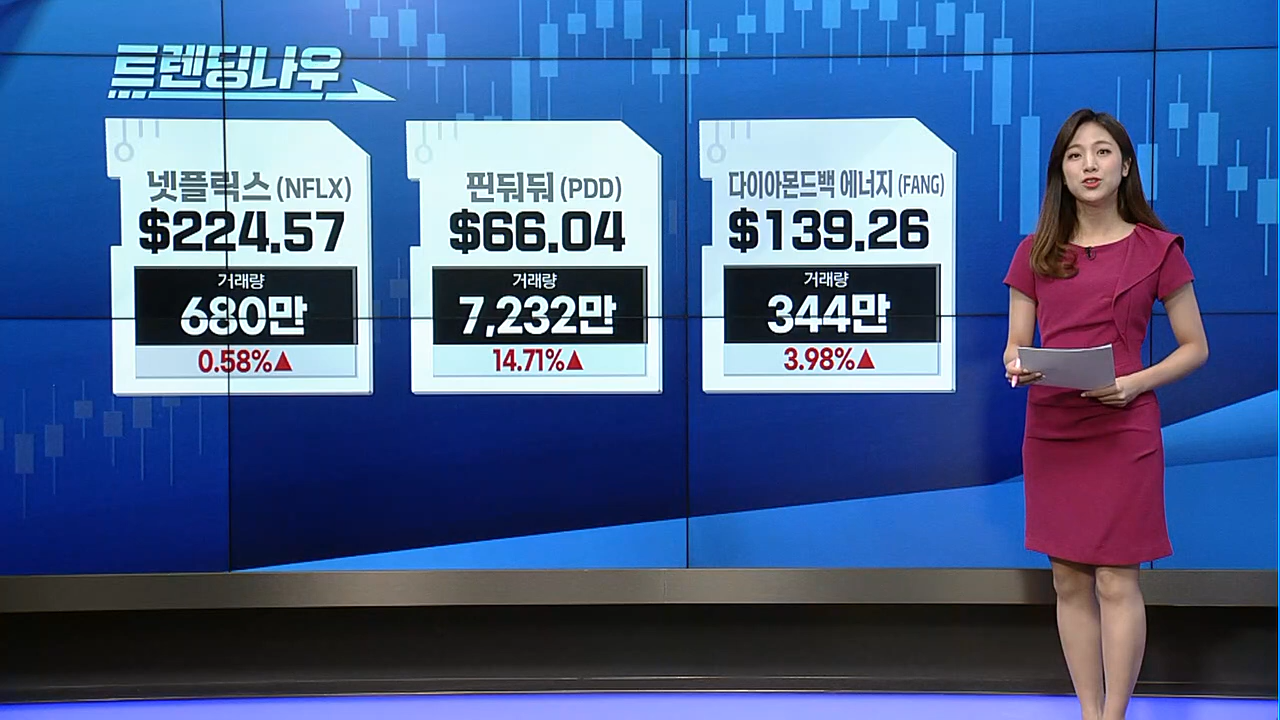 트렌딩나우
넷플릭스 (NFLX)
$224.57
거래량
680만
0.58%▲
핀둬둬 (PDD)
$66.04
거래량
7,232만
14.71%▲
다이아몬드백 에너지 (FANG)
$139.26
거래량
344만
3.98%▲